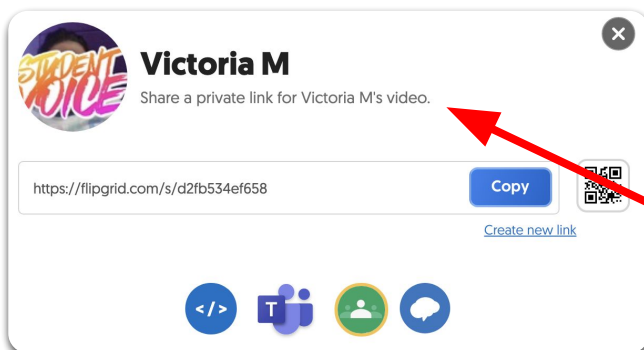 STUDENT
VOICE
Victoria M
Share a private link for Victoria M's video.
https://flipgrid.com/s/d2fb534ef658
Copy
Create new link
</>
T